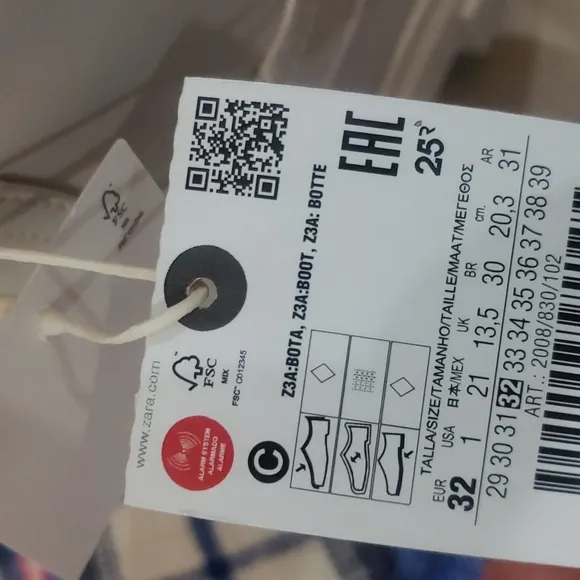 EAC
25
Z3A:BOTA, Z3A:BOOT, Z3A: BOTTE
www.zara.com
FSC
MIX
FSC™ C012345
ALARM SYSTEM
ALARMADO
ALARME
C
TALLA/SIZE/TAMANHO/TAILLE/MAAT/ΜΕΓΕΘΟΣ
EUR USA 日本/MEX UK BR cm. AR
32 1 21 13,5 30 20,3 31
29 30 31 32 33 34 35 36 37 38 39
ART.: 2008/830/102
FSC